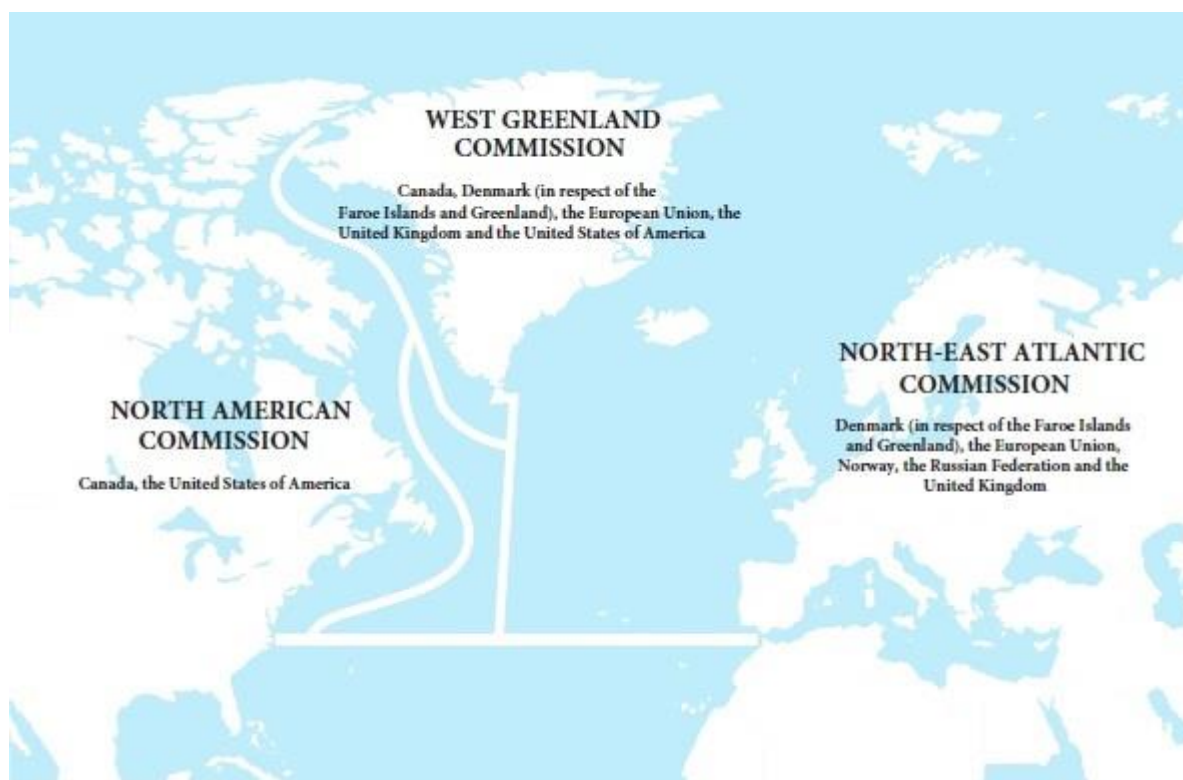 WEST GREENLAND
COMMISSION
Canada, Denmark (in respect of the
Faroe Islands and Greenland), the European Union, the
United Kingdom and the United States of America
NORTH-EAST ATLANTIC
COMMISSION
Denmark (in respect of the Faroe Islands
and Greenland), the European Union,
Norway, the Russian Federation and the
United Kingdom
NORTH AMERICAN
COMMISSION
Canada, the United States of America